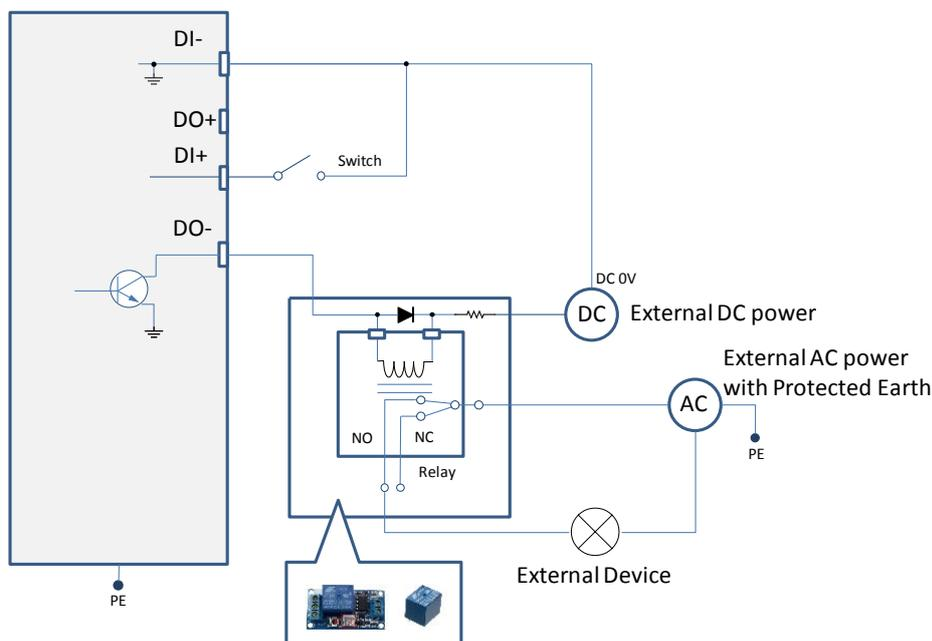 DI-
DO+
DI+
Switch
DO-
DC 0V
DC
External DC power
External AC power
with Protected Earth
AC
PE
NO
NC
Relay
External Device
PE